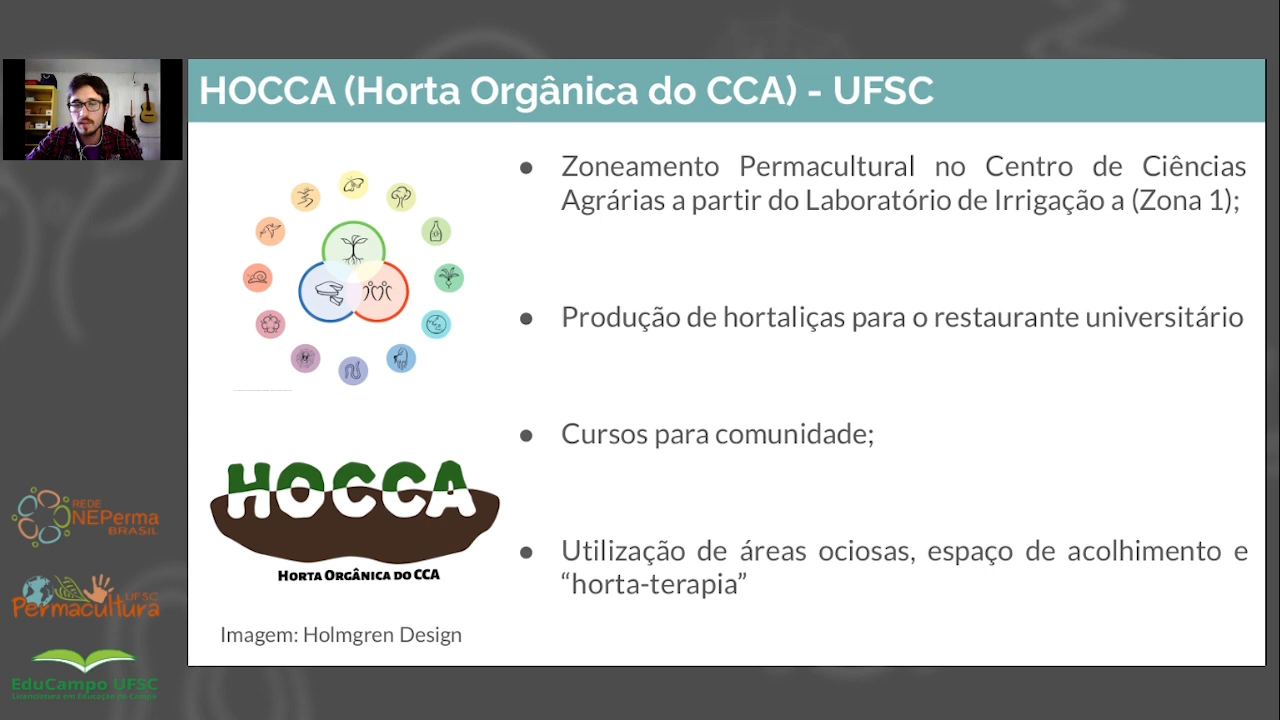 HOCCA (Horta Orgânica do CCA) - UFSC
● Zoneamento Permacultural no Centro de Ciências
Agrárias a partir do Laboratório de Irrigação a (Zona 1);
● Produção de hortaliças para o restaurante universitário
● Cursos para comunidade;
● Utilização de áreas ociosas, espaço de acolhimento e
“horta-terapia”
HOCCA
HORTA ORGÂNICA DO CCA
Imagem: Holmgren Design
REDE
NEPerma
BRASIL
UFSC
Permacultura
EduCampo UFSC
Licenciatura em Educação do Campo